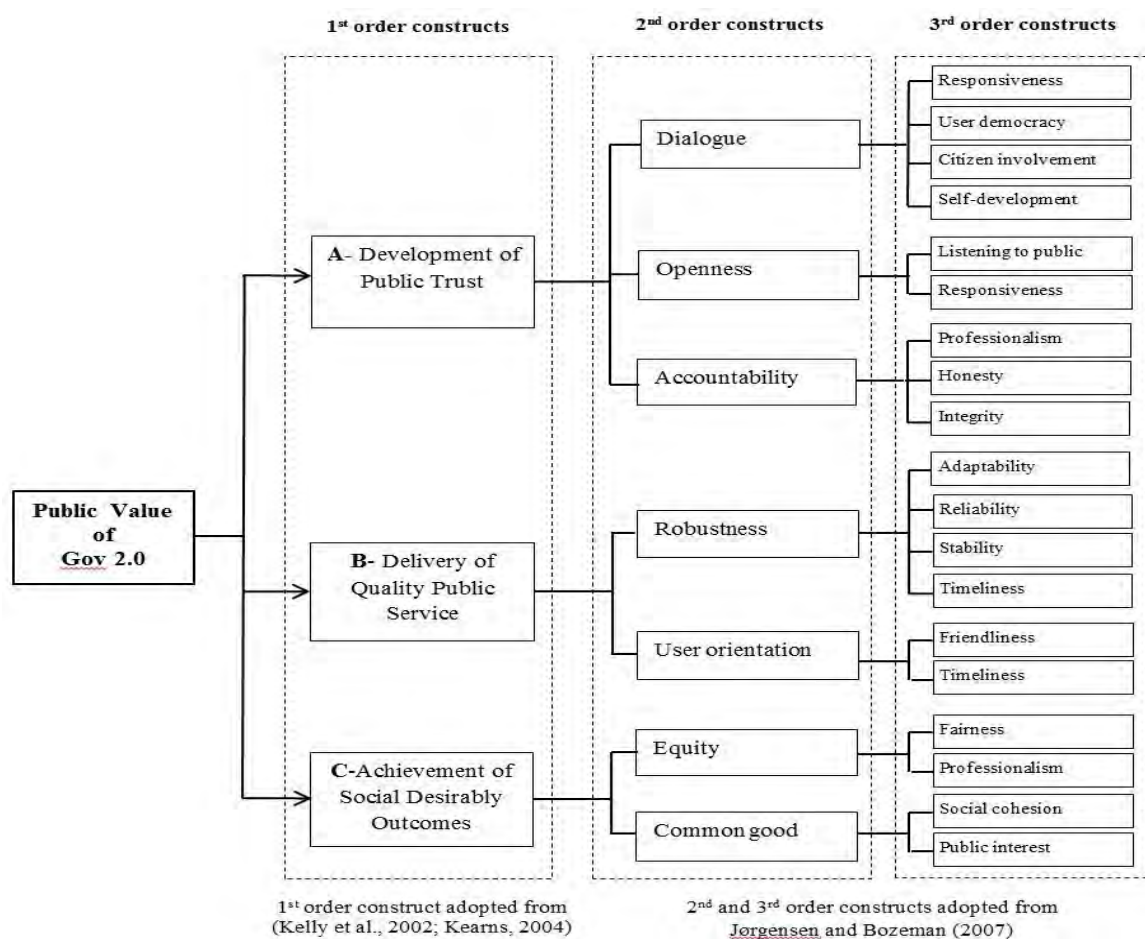 1st order constructs
2nd order constructs
3rd order constructs
Public Value
of
Gov 2.0
A- Development of
Public Trust
B- Delivery of
Quality Public
Service
C-Achievement of
Social Desirably
Outcomes
Dialogue
Openness
Accountability
Robustness
User orientation
Equity
Common good
Responsiveness
User democracy
Citizen involvement
Self-development
Listening to public
Responsiveness
Professionalism
Honesty
Integrity
Adaptability
Reliability
Stability
Timeliness
Friendliness
Timeliness
Fairness
Professionalism
Social cohesion
Public interest
1st order construct adopted from
(Kelly et al., 2002; Kearns, 2004)
2nd and 3rd order constructs adopted from
Jørgensen and Bozeman (2007)